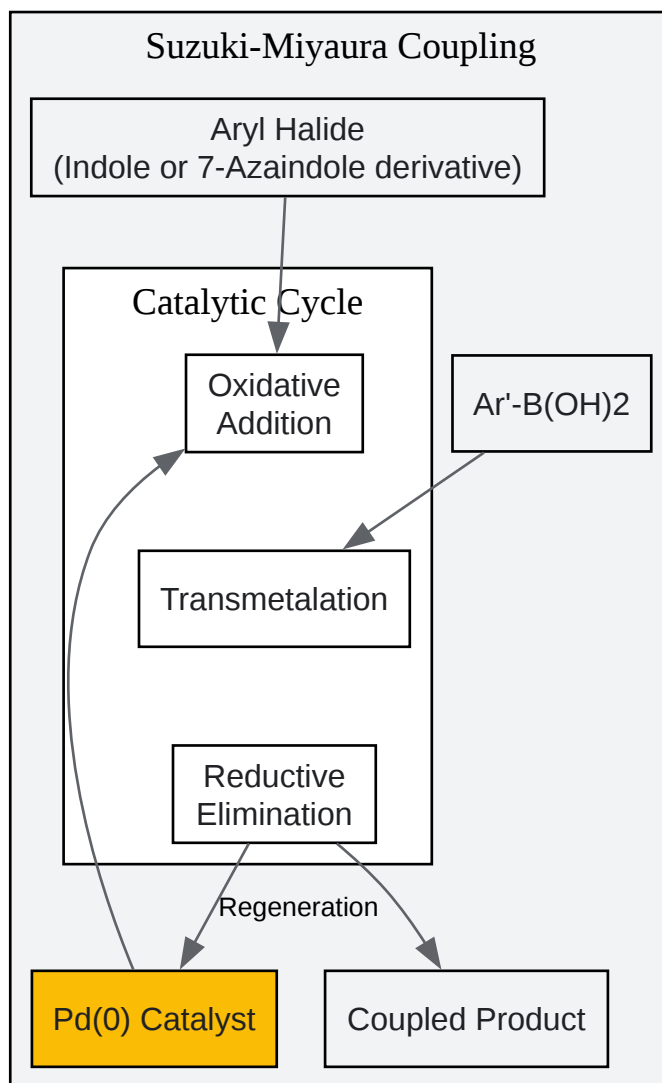 Suzuki-Miyaura Coupling
Aryl Halide
(Indole or 7-Azaindole derivative)
Catalytic Cycle
Oxidative
Addition
Ar'-B(OH)2
Transmetalation
Reductive
Elimination
Regeneration
Pd(0) Catalyst
Coupled Product